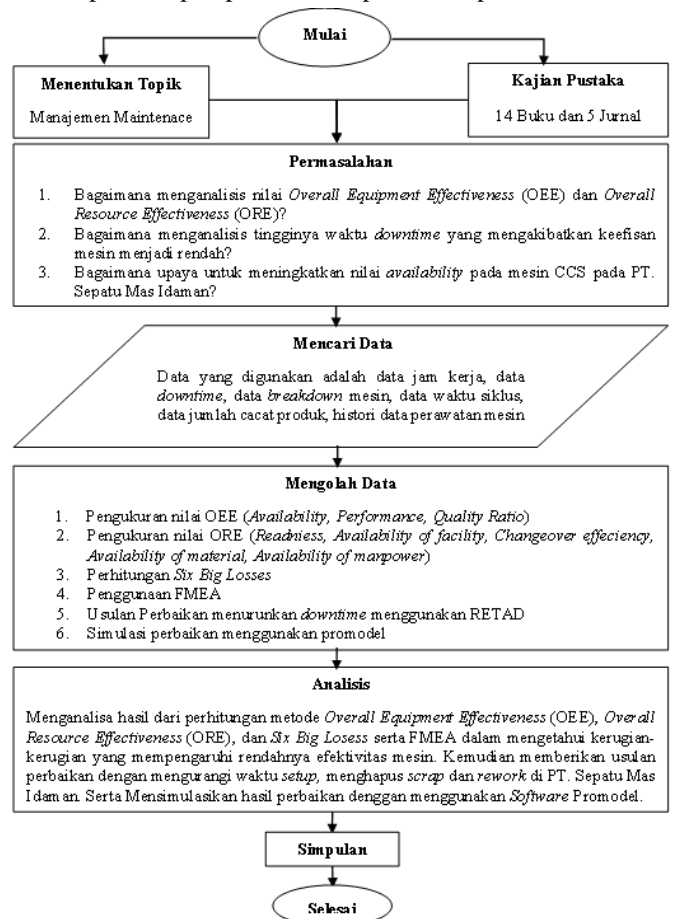 Mulai
Menentukan Topik
Manajemen Maintenace
Kajian Pustaka
14 Buku dan 5 Jurnal
Permasalahan
1. Bagaimana menganalisis nilai Overall Equipment Effectiveness (OEE) dan Overall
Resource Effectiveness (ORE)?
2. Bagaimana menganalisis tingginya waktu downtime yang mengakibatkan keefisan
mesin menjadi rendah?
3. Bagaimana upaya untuk meningkatkan nilai availability pada mesin CCS pada PT.
Sepatu Mas Idaman?
Mencari Data
Data yang digunakan adalah data jam kerja, data
downtime, data breakdown mesin, data waktu siklus,
data jumlah cacat produk, histori data perawatan mesin
Mengolah Data
1. Pengukuran nilai OEE (Availability, Performance, Quality Ratio)
2. Pengukuran nilai ORE (Readniess, Availability of facility, Changeover effeciency,
Availability of material, Availability of manpower)
3. Perhitungan Six Big Losses
4. Penggunaan FMEA
5. Usulan Perbaikan menurunkan downtime menggunakan RETAD
6. Simulasi perbaikan menggunakan promodel
Analisis
Menganalisa hasil dari perhitungan metode Overall Equipment Effectiveness (OEE), Overall
Resource Effectiveness (ORE), dan Six Big Losess serta FMEA dalam mengetahui kerugian-
kerugian yang mempengaruhi rendahnya efektivitas mesin. Kemudian memberikan usulan
perbaikan dengan mengurangi waktu setup, menghapus scrap dan rework di PT. Sepatu Mas
Idaman. Serta Mensimulasikan hasil perbaikan denggan menggunakan Software Promodel.
Simpulan
Selesai